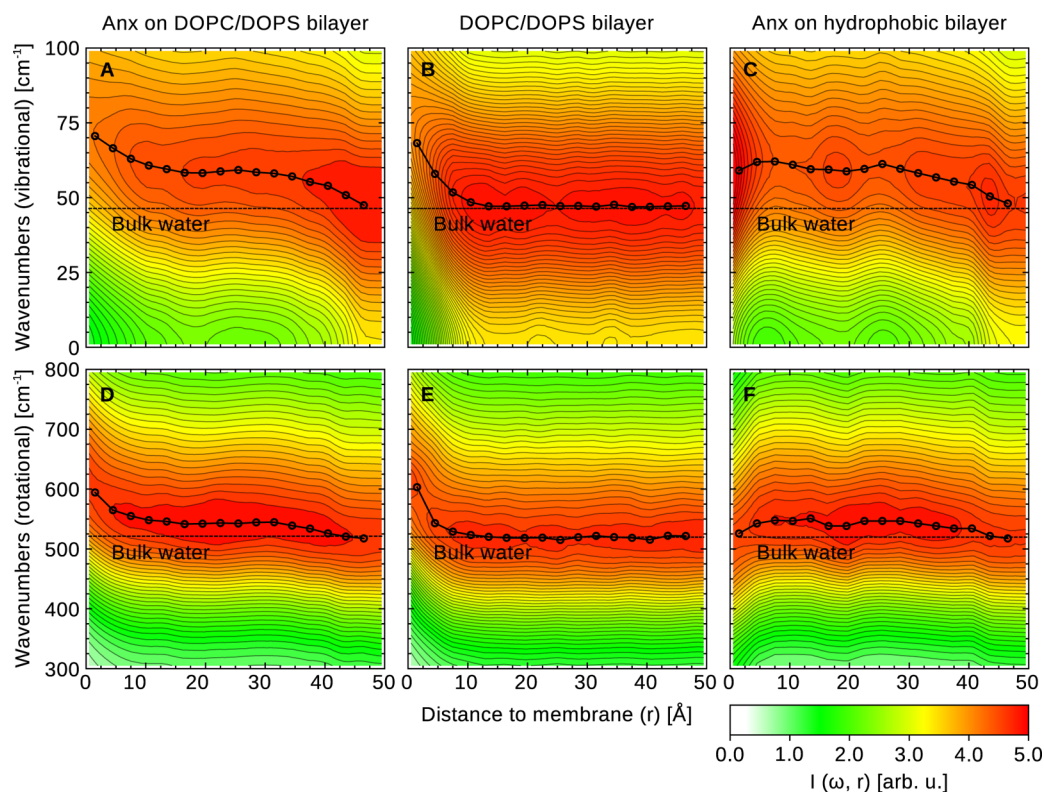 Anx on DOPC/DOPS bilayer
DOPC/DOPS bilayer
Anx on hydrophobic bilayer
Wavenumbers (vibrational) [cm⁻¹]
100
75
50
25
0
A
Bulk water
B
Bulk water
C
Bulk water
Wavenumbers (rotational) [cm⁻¹]
800
700
600
500
400
300
D
Bulk water
E
Bulk water
F
Bulk water
0 10 20 30 40 50
0 10 20 30 40 50
0 10 20 30 40 50
Distance to membrane (r) [Å]
0.0 1.0 2.0 3.0 4.0 5.0
I (ω, r) [arb. u.]